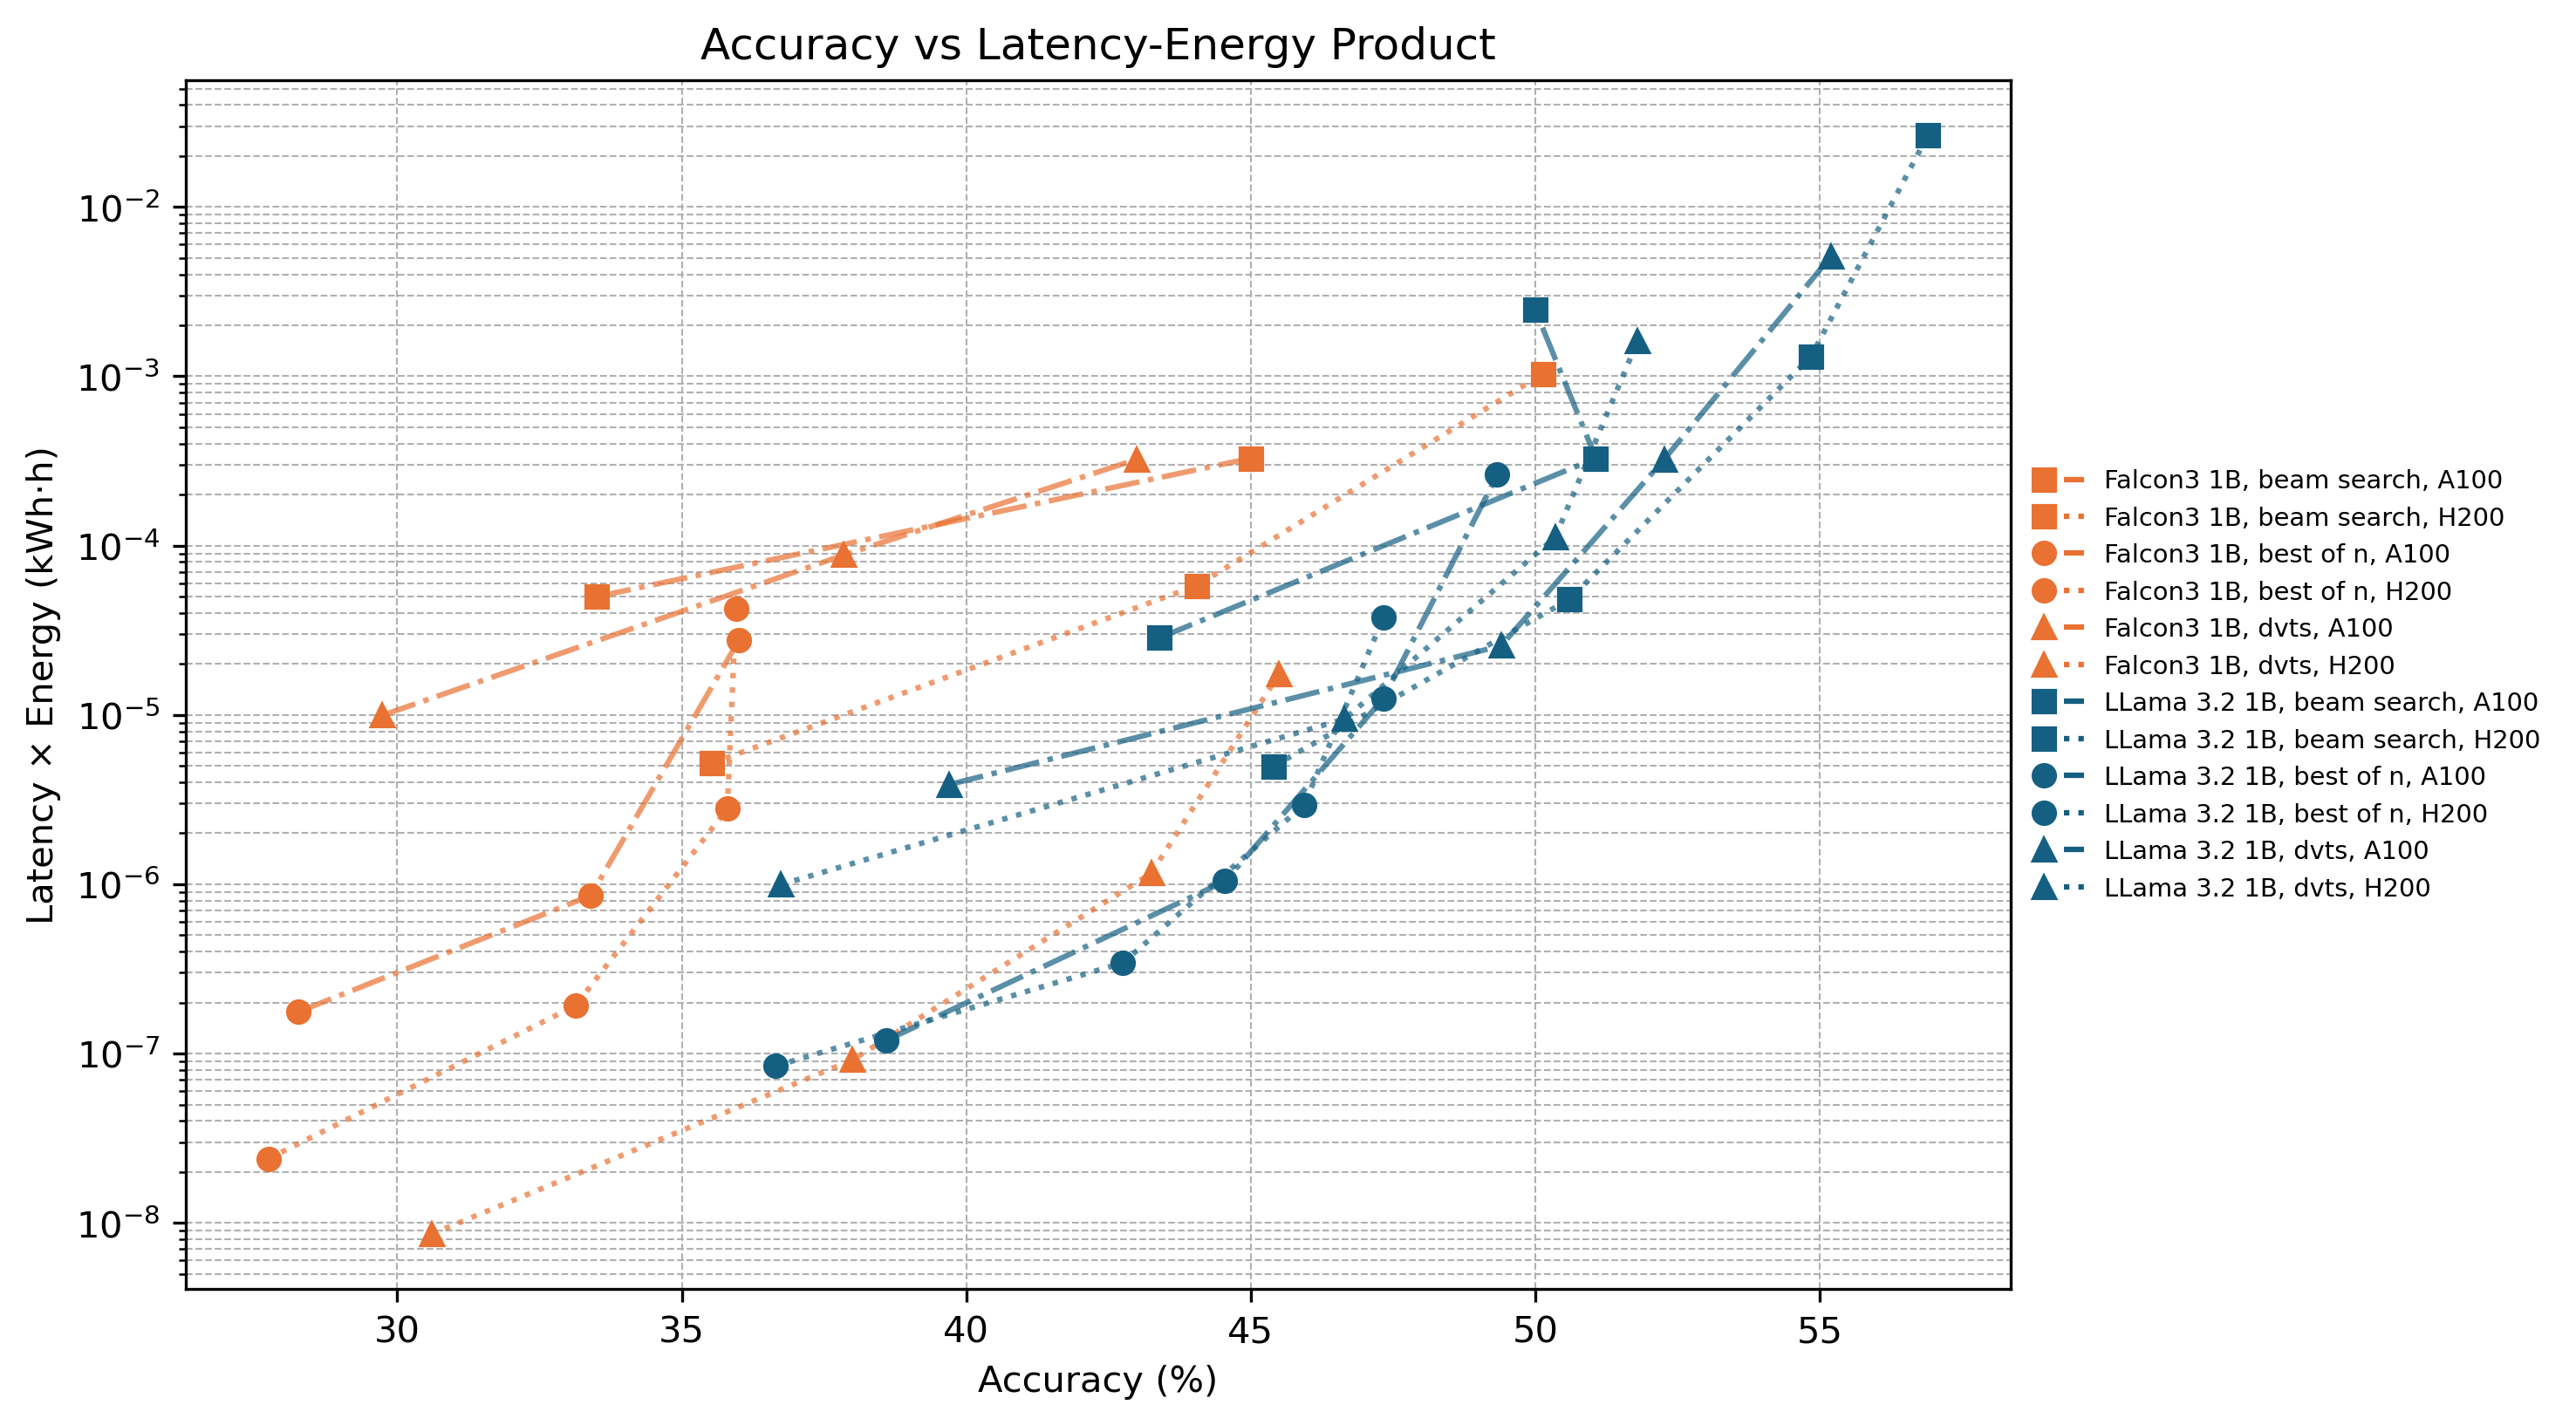 Accuracy vs Latency-Energy Product
Latency × Energy (kWh·h)
10⁻²
10⁻³
10⁻⁴
10⁻⁵
10⁻⁶
10⁻⁷
10⁻⁸
30 35 40 45 50 55
Accuracy (%)
Falcon3 1B, beam search, A100
Falcon3 1B, beam search, H200
Falcon3 1B, best of n, A100
Falcon3 1B, best of n, H200
Falcon3 1B, dvts, A100
Falcon3 1B, dvts, H200
LLama 3.2 1B, beam search, A100
LLama 3.2 1B, beam search, H200
LLama 3.2 1B, best of n, A100
LLama 3.2 1B, best of n, H200
LLama 3.2 1B, dvts, A100
LLama 3.2 1B, dvts, H200